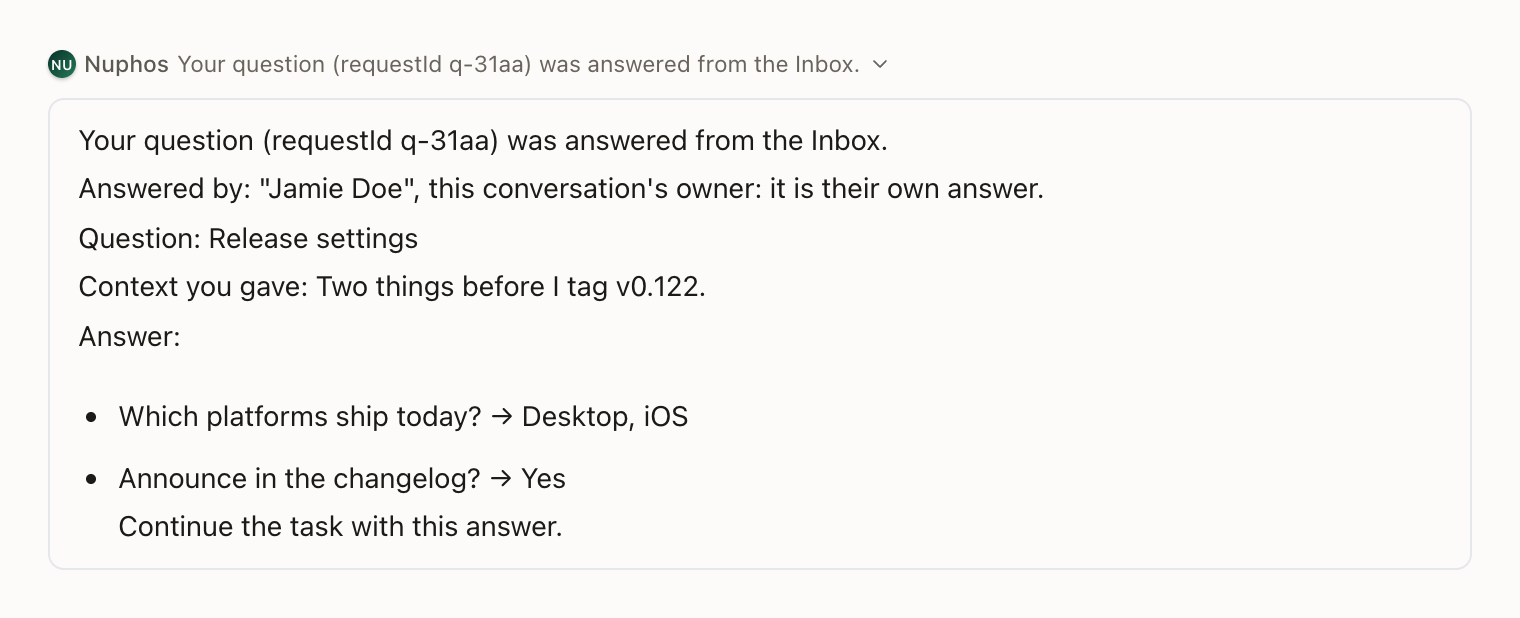 NU Nuphos Your question (requestId q-31aa) was answered from the Inbox.
Your question (requestId q-31aa) was answered from the Inbox.
Answered by: "Jamie Doe", this conversation's owner: it is their own answer.
Question: Release settings
Context you gave: Two things before I tag v0.122.
Answer:
• Which platforms ship today? → Desktop, iOS
• Announce in the changelog? → Yes
Continue the task with this answer.